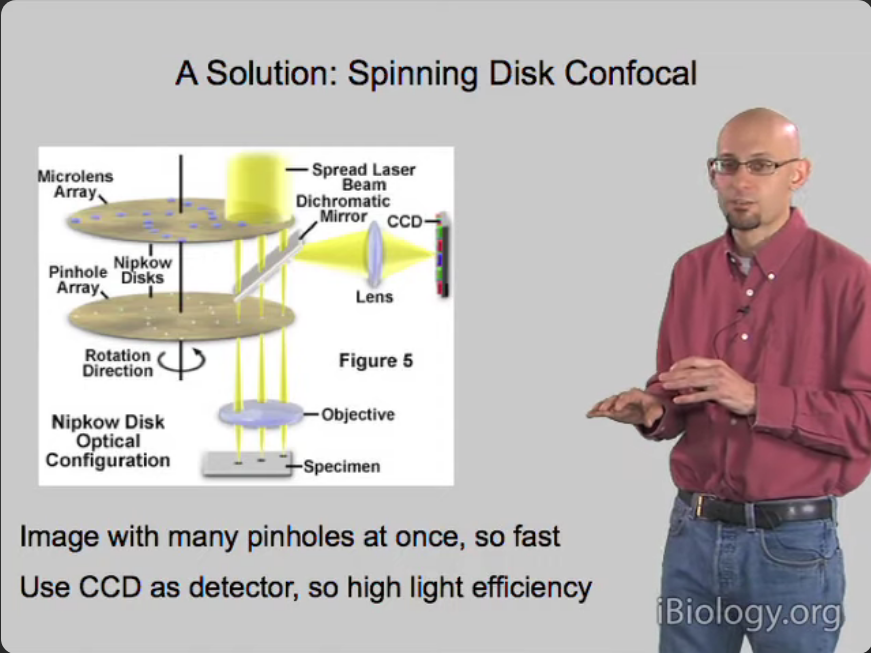 A Solution: Spinning Disk Confocal
Microlens
Array
Spread Laser
Beam
Dichromatic
Mirror
CCD
Nipkow
Disks
Pinhole
Array
Lens
Rotation
Direction
Figure 5
Nipkow Disk
Optical
Configuration
Objective
Specimen
Image with many pinholes at once, so fast
Use CCD as detector, so high light efficiency
iBiology.org